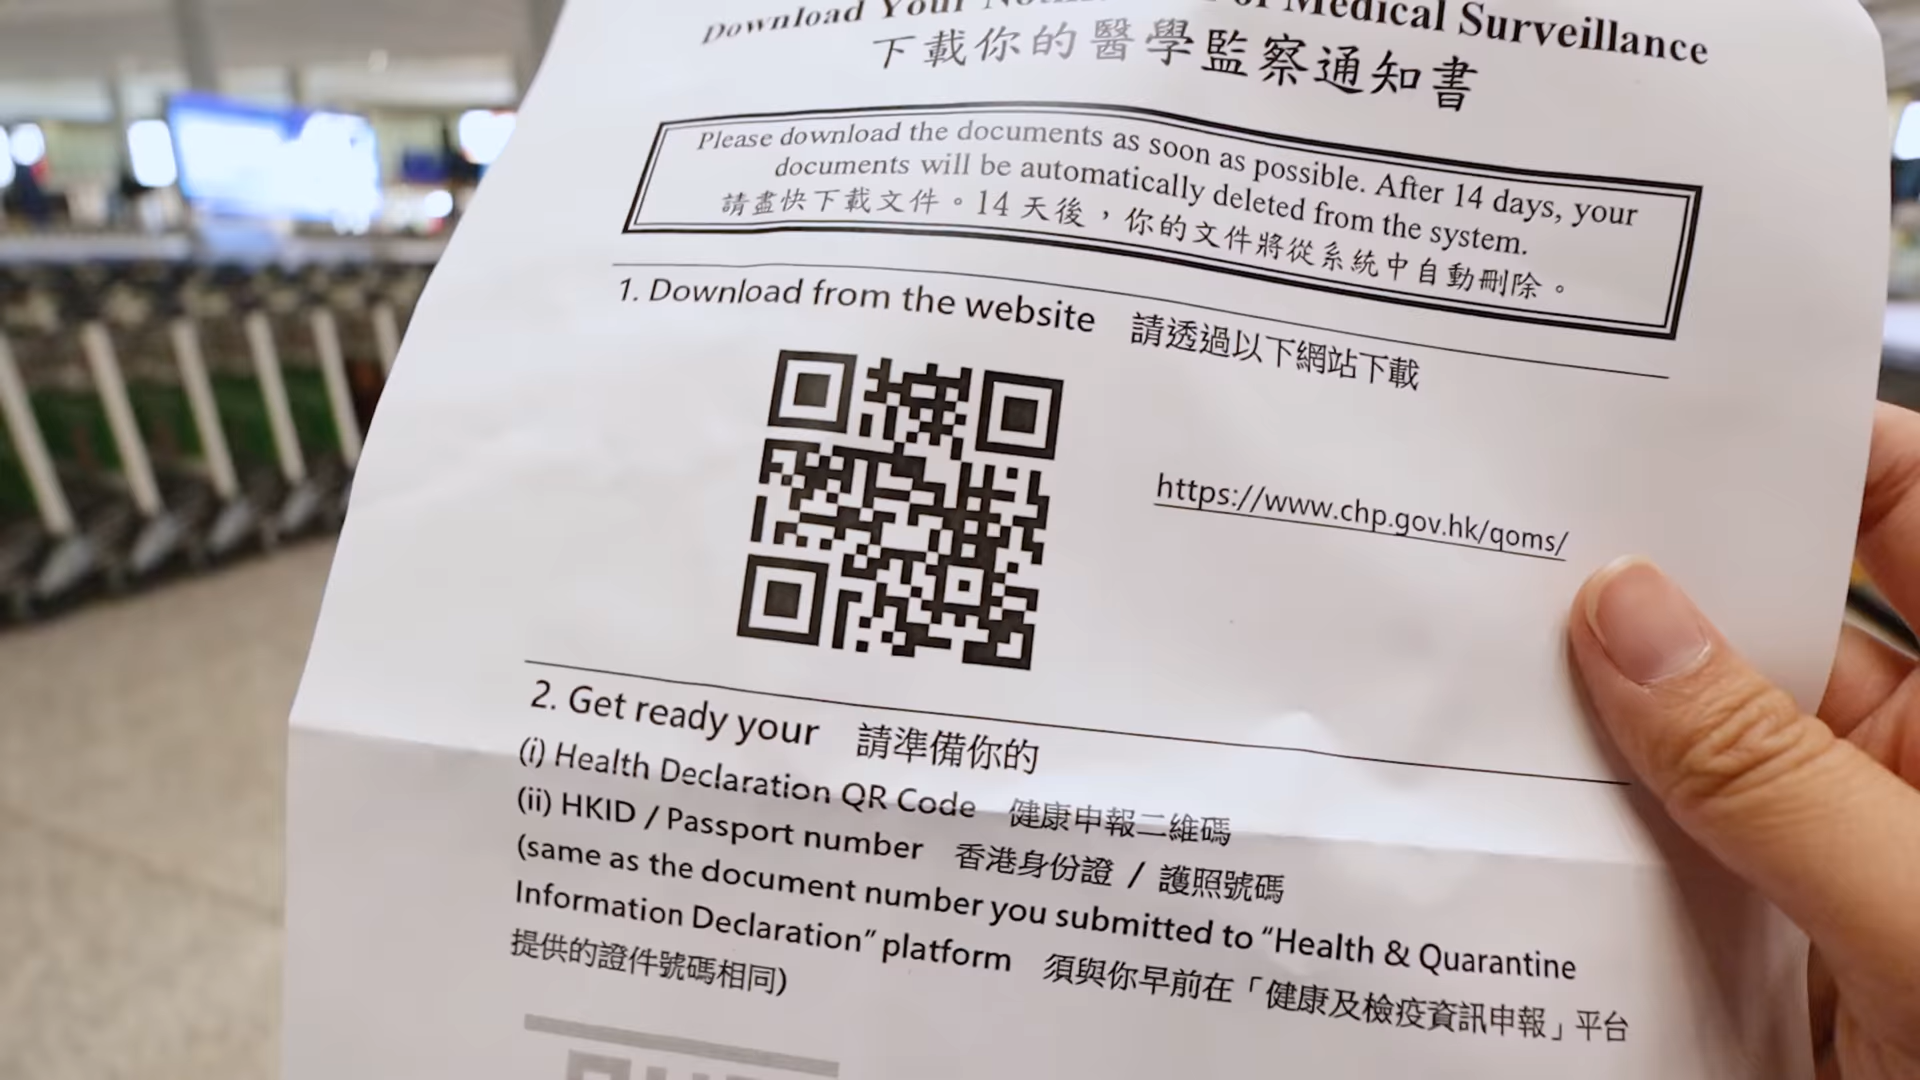 Download Your Notification of Medical Surveillance
下載你的醫學監察通知書
Please download the documents as soon as possible. After 14 days, your
documents will be automatically deleted from the system.
請盡快下載文件。14 天後，你的文件將從系統中自動刪除。
1. Download from the website 請透過以下網站下載
https://www.chp.gov.hk/qoms/
2. Get ready your 請準備你的
(i) Health Declaration QR Code 健康申報二維碼
(ii) HKID / Passport number 香港身份證 / 護照號碼
(same as the document number you submitted to “Health & Quarantine
Information Declaration” platform 須與你早前在「健康及檢疫資訊申報」平台
提供的證件號碼相同)